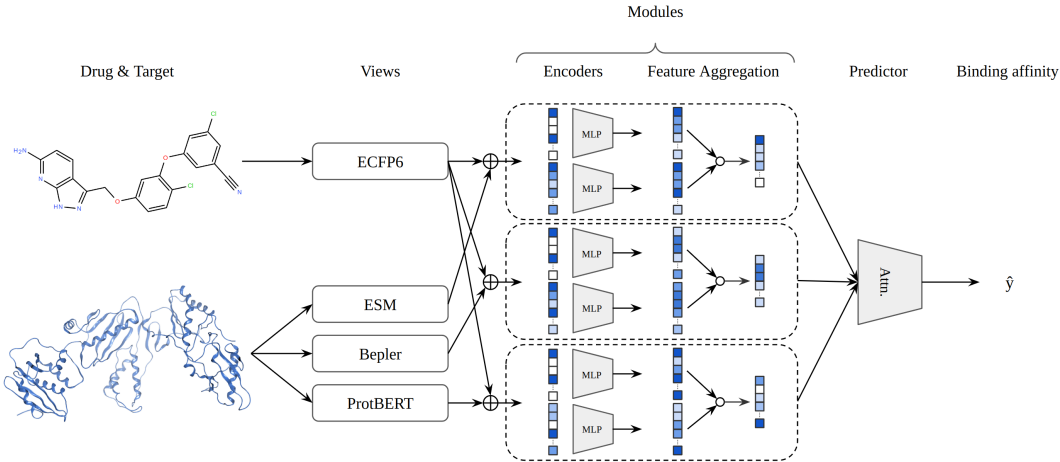 Modules
Drug & Target
Views
Encoders
Feature Aggregation
Predictor
Binding affinity
Cl
H₂N
N
HN
N
O
O
Cl
N
ECFP6
ESM
Bepler
ProtBERT
MLP
MLP
MLP
MLP
MLP
MLP
Attn.
ŷ